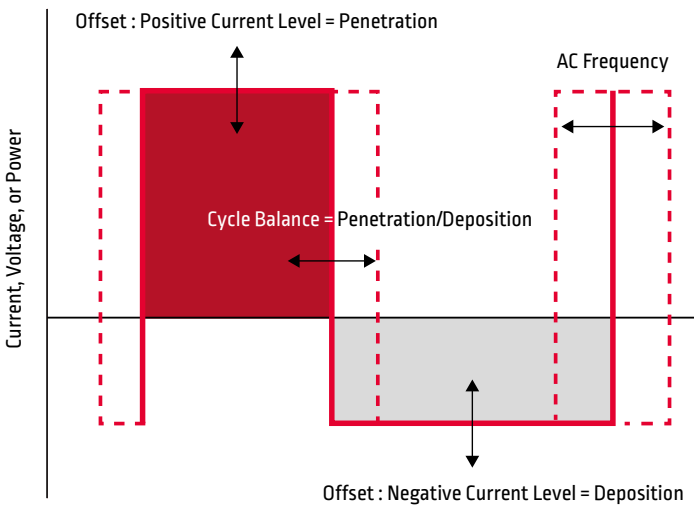 Offset : Positive Current Level = Penetration
AC Frequency
Current, Voltage, or Power
Cycle Balance = Penetration/Deposition
Offset : Negative Current Level = Deposition